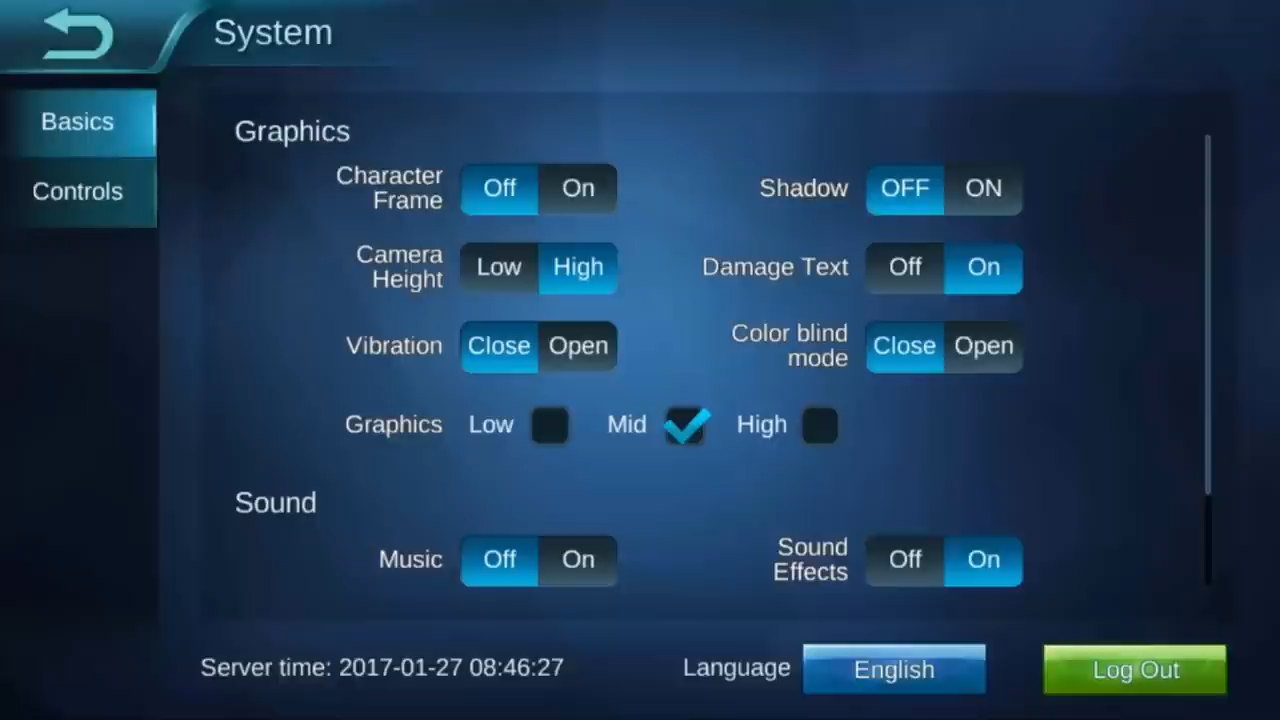 System
Basics
Controls
Graphics
Character
Frame
Off On
Shadow
OFF ON
Camera
Height
Low High
Damage Text
Off On
Vibration
Close Open
Color blind
mode
Close Open
Graphics Low Mid High
Sound
Music
Off On
Sound
Effects
Off On
Server time: 2017-01-27 08:46:27
Language
English
Log Out